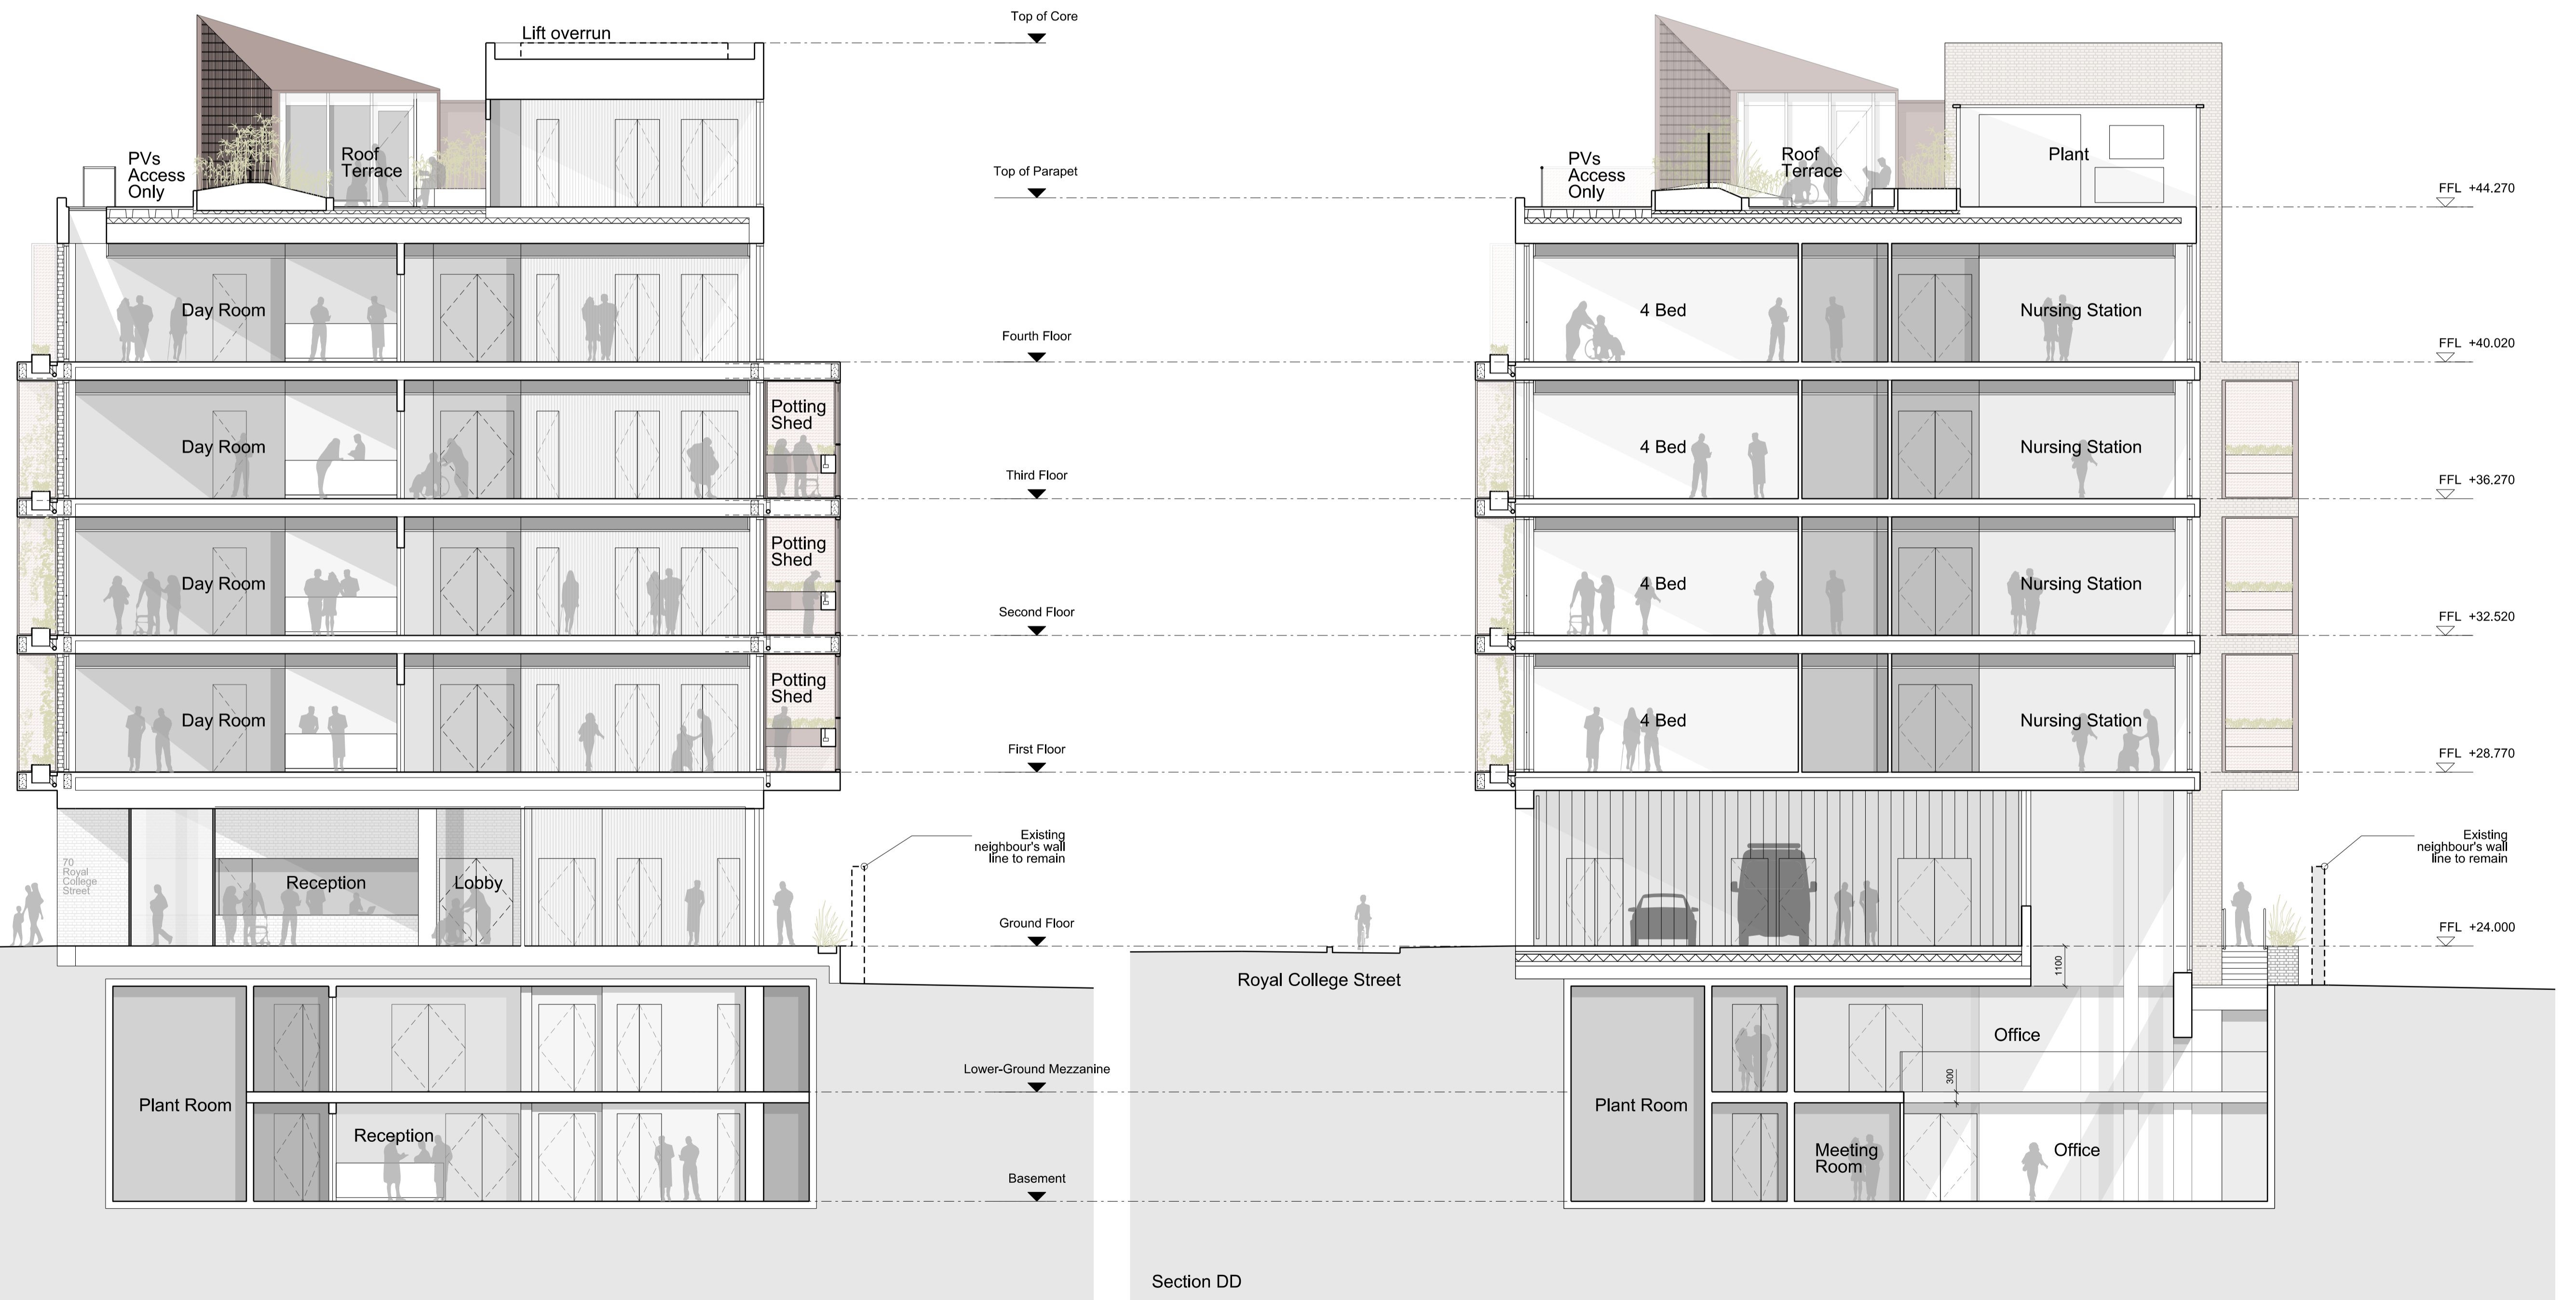 Top of Core
Lift overrun
PVs
Access
Only
Roof
Terrace
Top of Parapet
PVs
Access
Only
Roof
Terrace
Plant
FFL +44.270
Day Room
Fourth Floor
4 Bed
Nursing Station
FFL +40.020
Day Room
Potting
Shed
Third Floor
4 Bed
Nursing Station
FFL +36.270
Day Room
Potting
Shed
Second Floor
4 Bed
Nursing Station
FFL +32.520
Day Room
Potting
Shed
First Floor
4 Bed
Nursing Station
FFL +28.770
70
Royal
College
Street
Reception
Lobby
Existing
neighbour's wall
line to remain
Existing
neighbour's wall
line to remain
Ground Floor
FFL +24.000
Royal College Street
1100
Office
Lower-Ground Mezzanine
300
Plant Room
Reception
Plant Room
Meeting
Room
Office
Basement
Section DD